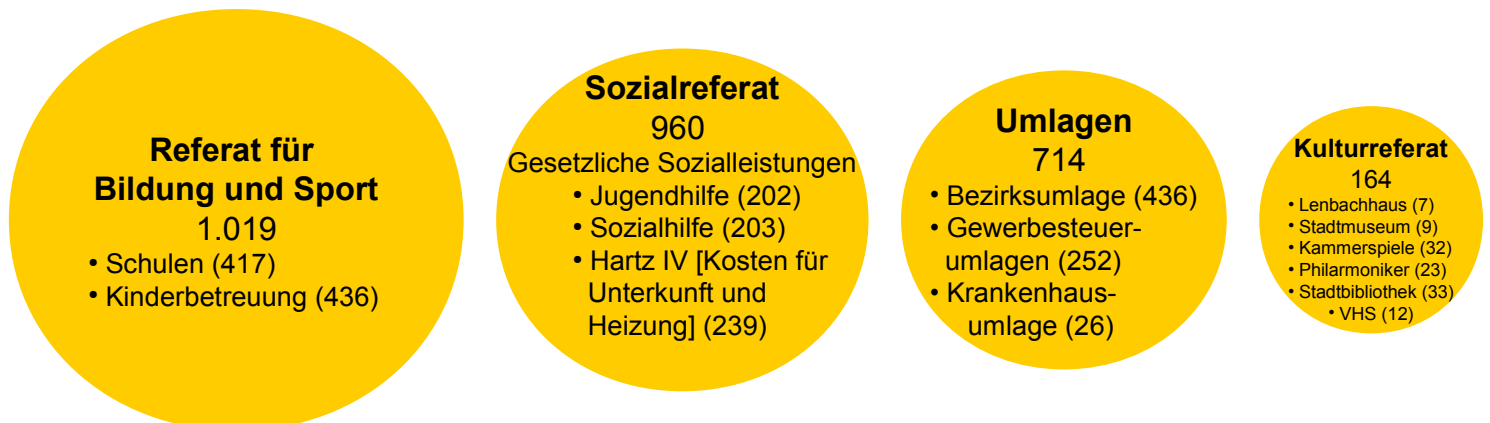 Referat für
Bildung und Sport
1.019
• Schulen (417)
• Kinderbetreuung (436)
Sozialreferat
960
Gesetzliche Sozialleistungen
• Jugendhilfe (202)
• Sozialhilfe (203)
• Hartz IV [Kosten für
Unterkunft und
Heizung] (239)
Umlagen
714
• Bezirksumlage (436)
• Gewerbesteuer-
umlagen (252)
• Krankenhaus-
umlage (26)
Kulturreferat
164
• Lenbachhaus (7)
• Stadtmuseum (9)
• Kammerspiele (32)
• Philarmoniker (23)
• Stadtbibliothek (33)
• VHS (12)